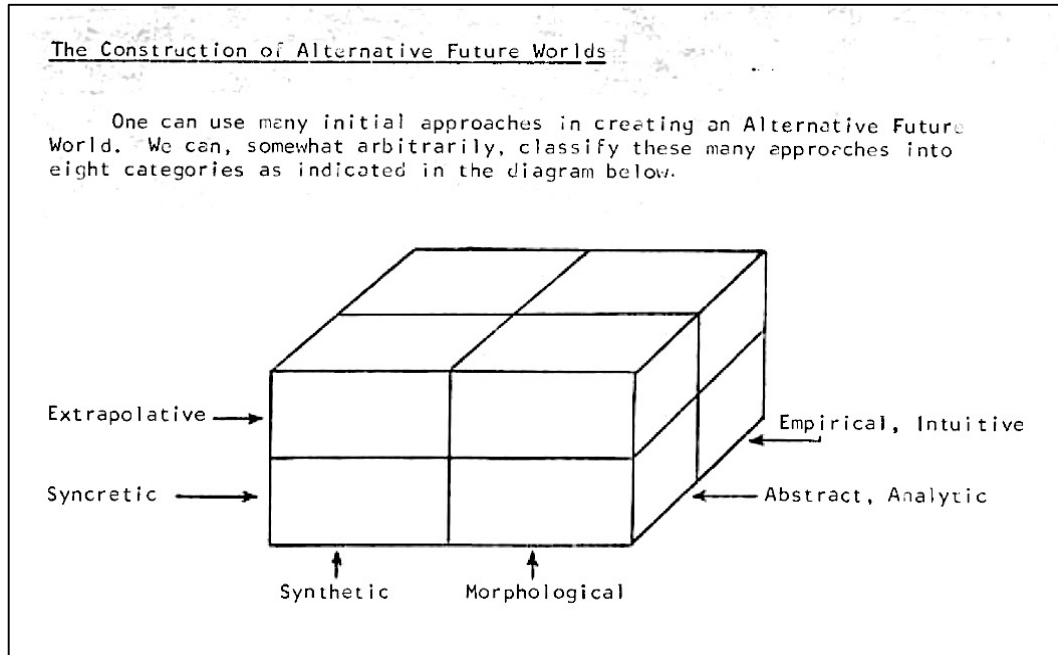 The Construction of Alternative Future Worlds
One can use many initial approaches in creating an Alternative Future
World. We can, somewhat arbitrarily, classify these many approaches into
eight categories as indicated in the diagram below.
Extrapolative
Empirical, Intuitive
Syncretic
Abstract, Analytic
Synthetic
Morphological